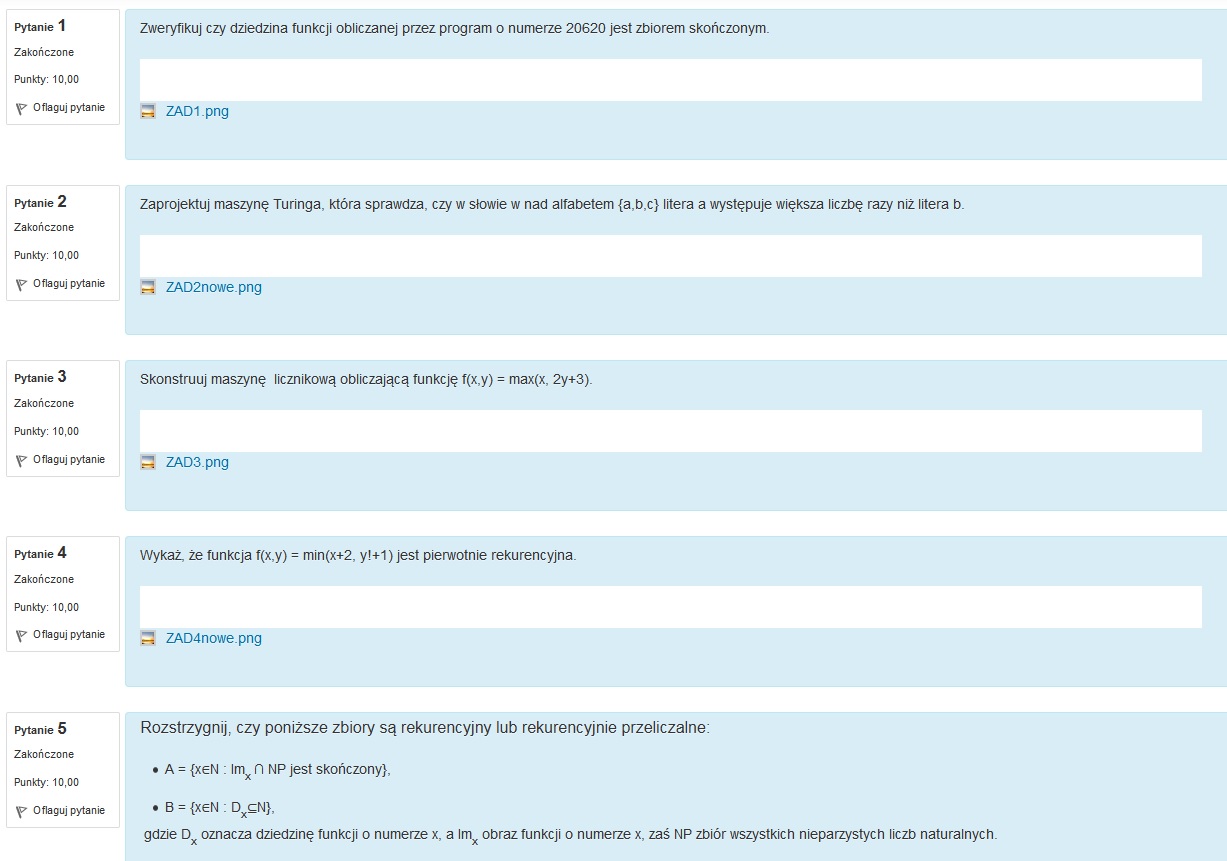 Pytanie 1
Zakończone
Punkty: 10,00
Oflaguj pytanie
Zweryfikuj czy dziedzina funkcji obliczanej przez program o numerze 20620 jest zbiorem skończonym.
ZAD1.png
Pytanie 2
Zakończone
Punkty: 10,00
Oflaguj pytanie
Zaprojektuj maszynę Turinga, która sprawdza, czy w słowie w nad alfabetem {a,b,c} litera a występuje większa liczbę razy niż litera b.
ZAD2nowe.png
Pytanie 3
Zakończone
Punkty: 10,00
Oflaguj pytanie
Skonstruuj maszynę licznikową obliczającą funkcję f(x,y) = max(x, 2y+3).
ZAD3.png
Pytanie 4
Zakończone
Punkty: 10,00
Oflaguj pytanie
Wykaż, że funkcja f(x,y) = min(x+2, y!+1) jest pierwotnie rekurencyjna.
ZAD4nowe.png
Pytanie 5
Zakończone
Punkty: 10,00
Oflaguj pytanie
Rozstrzygnij, czy poniższe zbiory są rekurencyjny lub rekurencyjnie przeliczalne:
• A = {x∈N : Im_x ∩ NP jest skończony},
• B = {x∈N : D_x⊆N},
gdzie D_x oznacza dziedzinę funkcji o numerze x, a Im_x obraz funkcji o numerze x, zaś NP zbiór wszystkich nieparzystych liczb naturalnych.